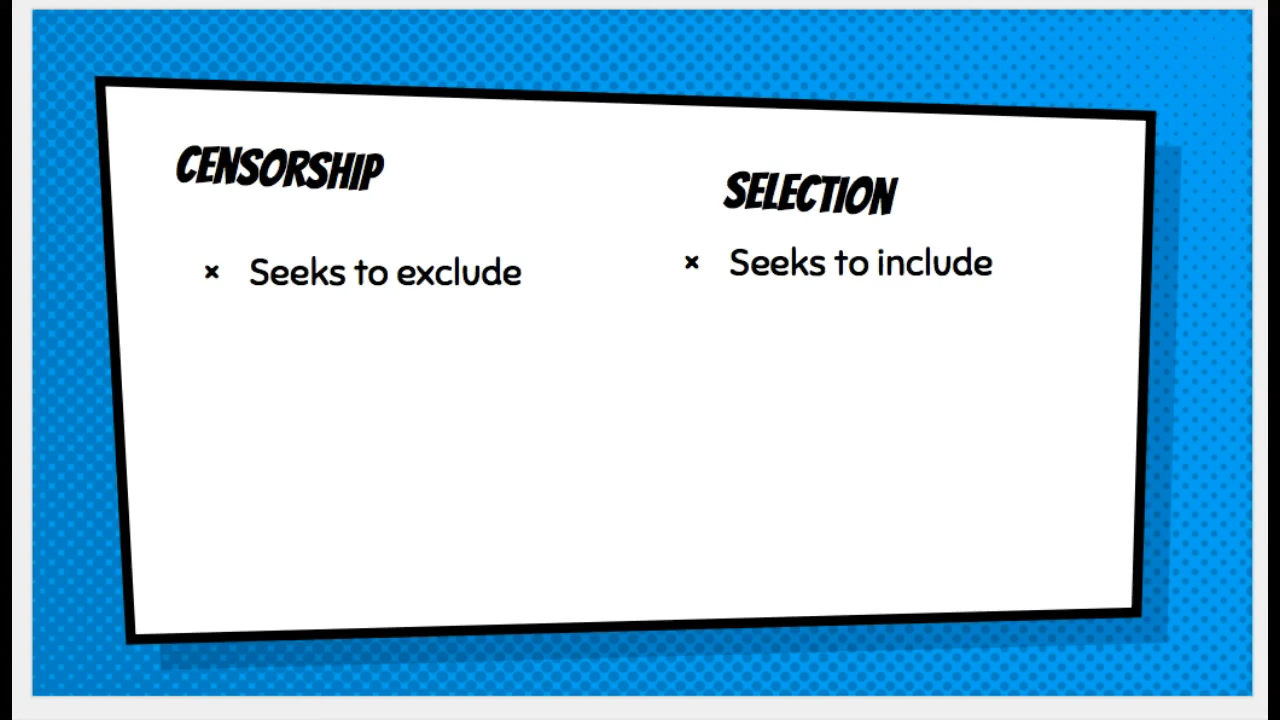 CENSORSHIP
× Seeks to exclude
SELECTION
× Seeks to include